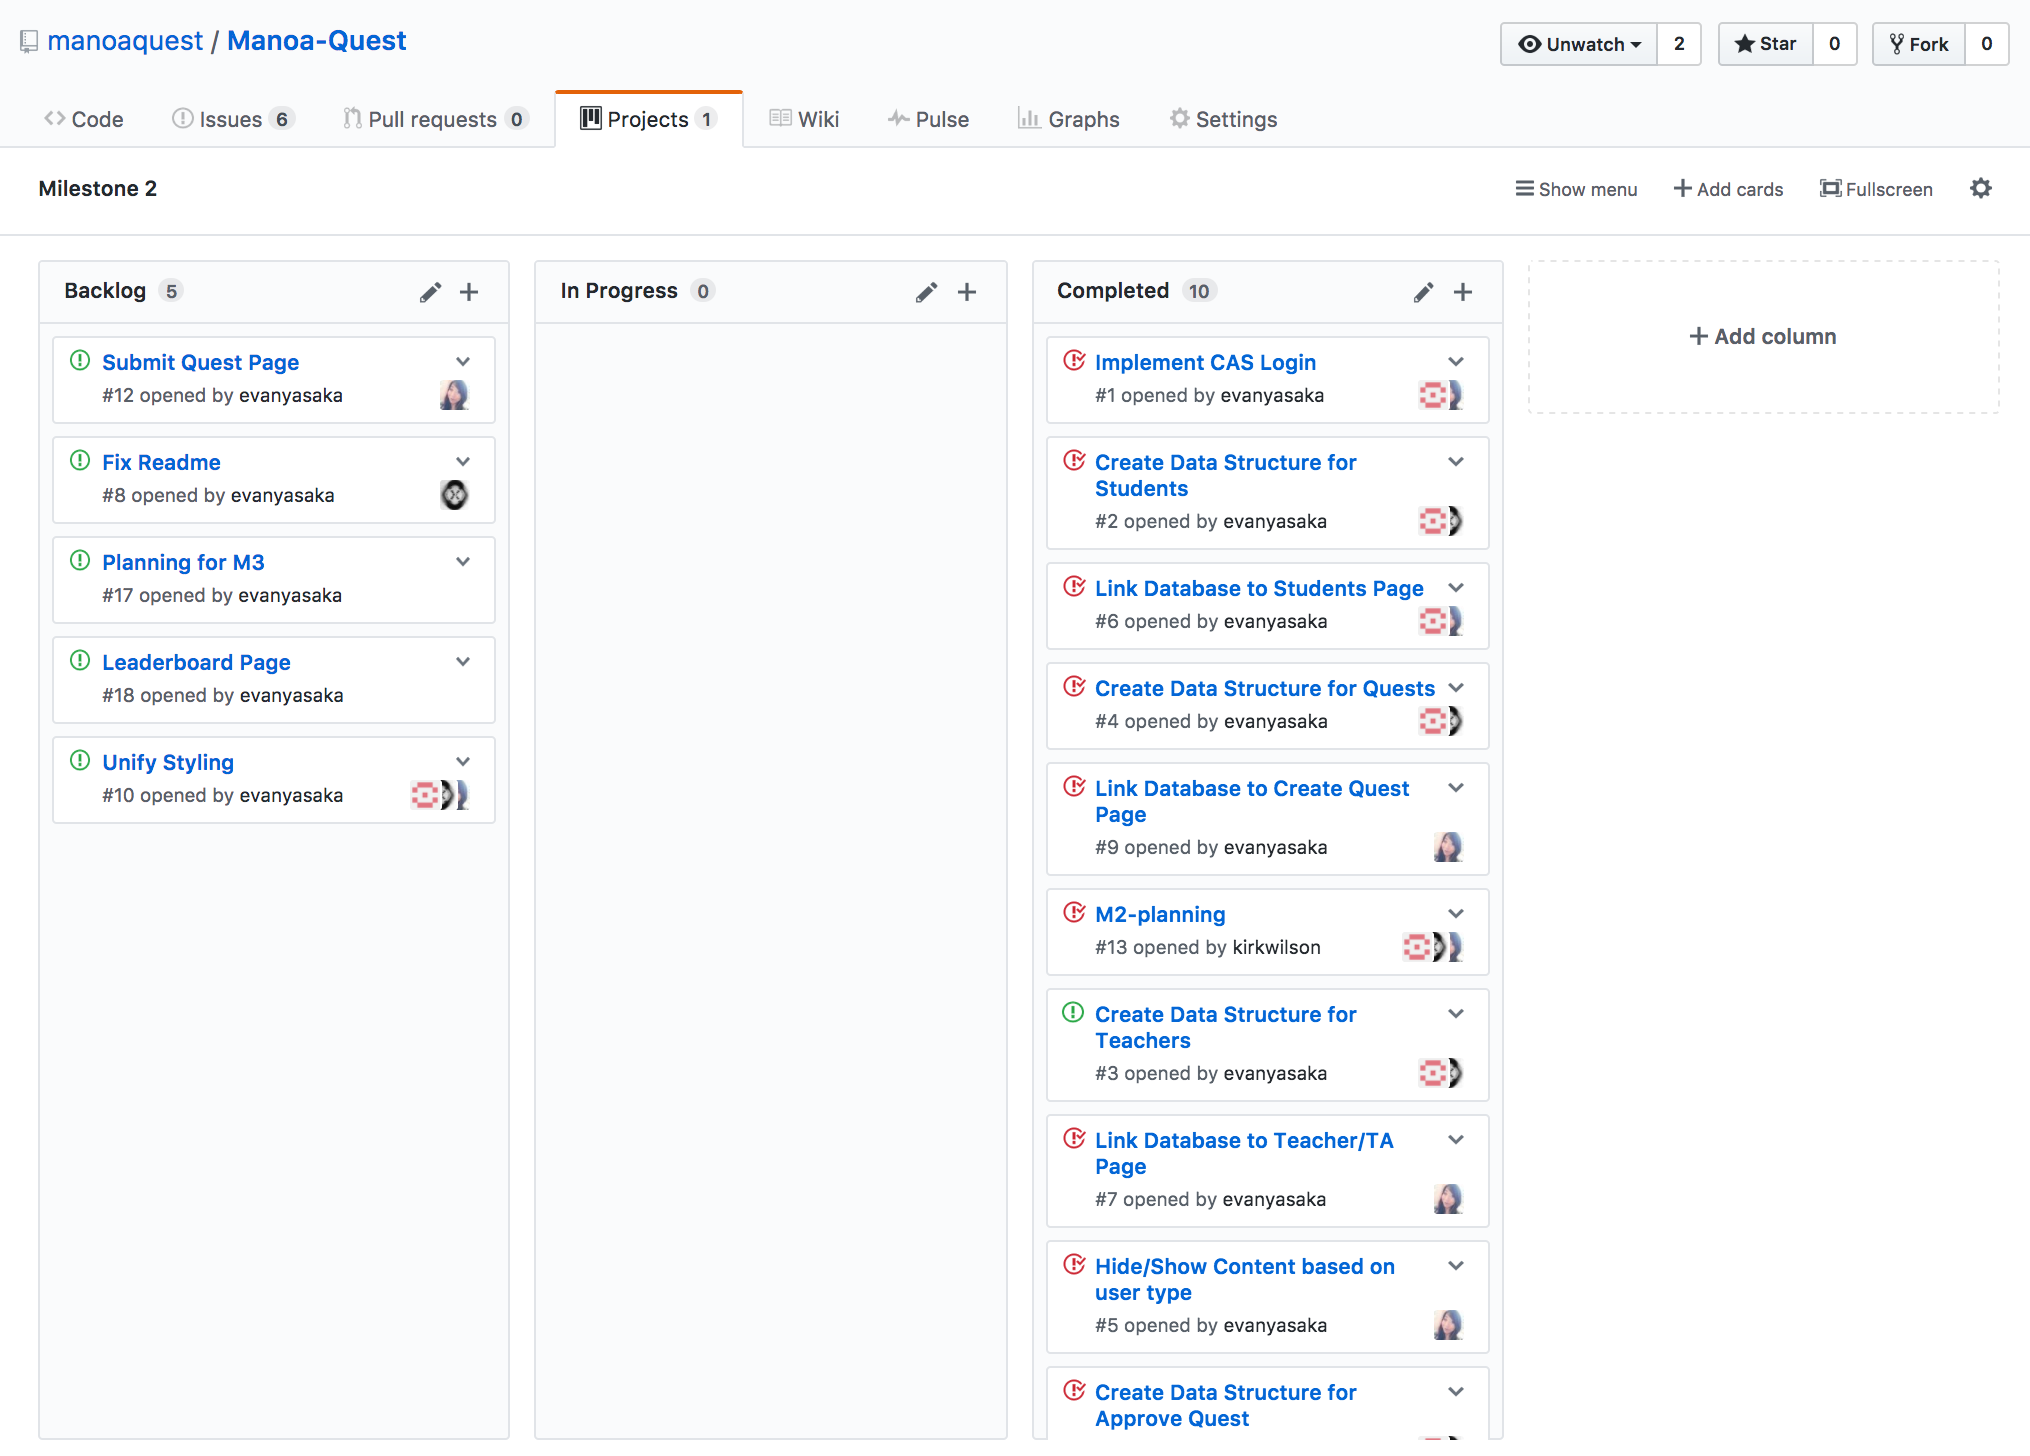 manoaquest / Manoa-Quest
Unwatch 2
Star 0
Fork 0
Code
Issues 6
Pull requests 0
Projects 1
Wiki
Pulse
Graphs
Settings
Milestone 2
Show menu
Add cards
Fullscreen
Backlog 5
Submit Quest Page
#12 opened by evanyasaka
Fix Readme
#8 opened by evanyasaka
Planning for M3
#17 opened by evanyasaka
Leaderboard Page
#18 opened by evanyasaka
Unify Styling
#10 opened by evanyasaka
In Progress 0
Completed 10
Implement CAS Login
#1 opened by evanyasaka
Create Data Structure for
Students
#2 opened by evanyasaka
Link Database to Students Page
#6 opened by evanyasaka
Create Data Structure for Quests
#4 opened by evanyasaka
Link Database to Create Quest
Page
#9 opened by evanyasaka
M2-planning
#13 opened by kirkwilson
Create Data Structure for
Teachers
#3 opened by evanyasaka
Link Database to Teacher/TA
Page
#7 opened by evanyasaka
Hide/Show Content based on
user type
#5 opened by evanyasaka
Create Data Structure for
Approve Quest
Add column